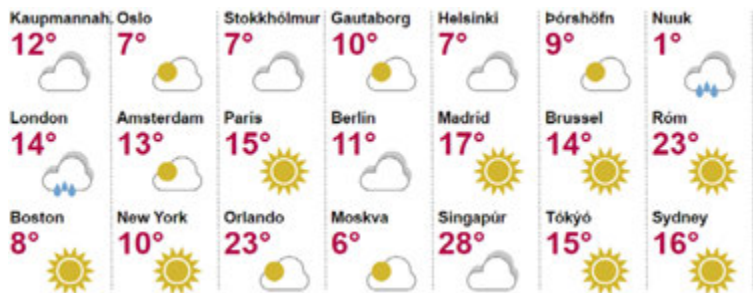 Kaupmannah. Oslo Stokkhólmur Gautaborg Helsinki Þórshöfn Nuuk
12° 7° 7° 10° 7° 9° 1°
London Amsterdam París Berlín Madríd Brussel Róm
14° 13° 15° 11° 17° 14° 23°
Boston New York Orlando Moskva Singapúr Tókýó Sydney
8° 10° 23° 6° 28° 15° 16°